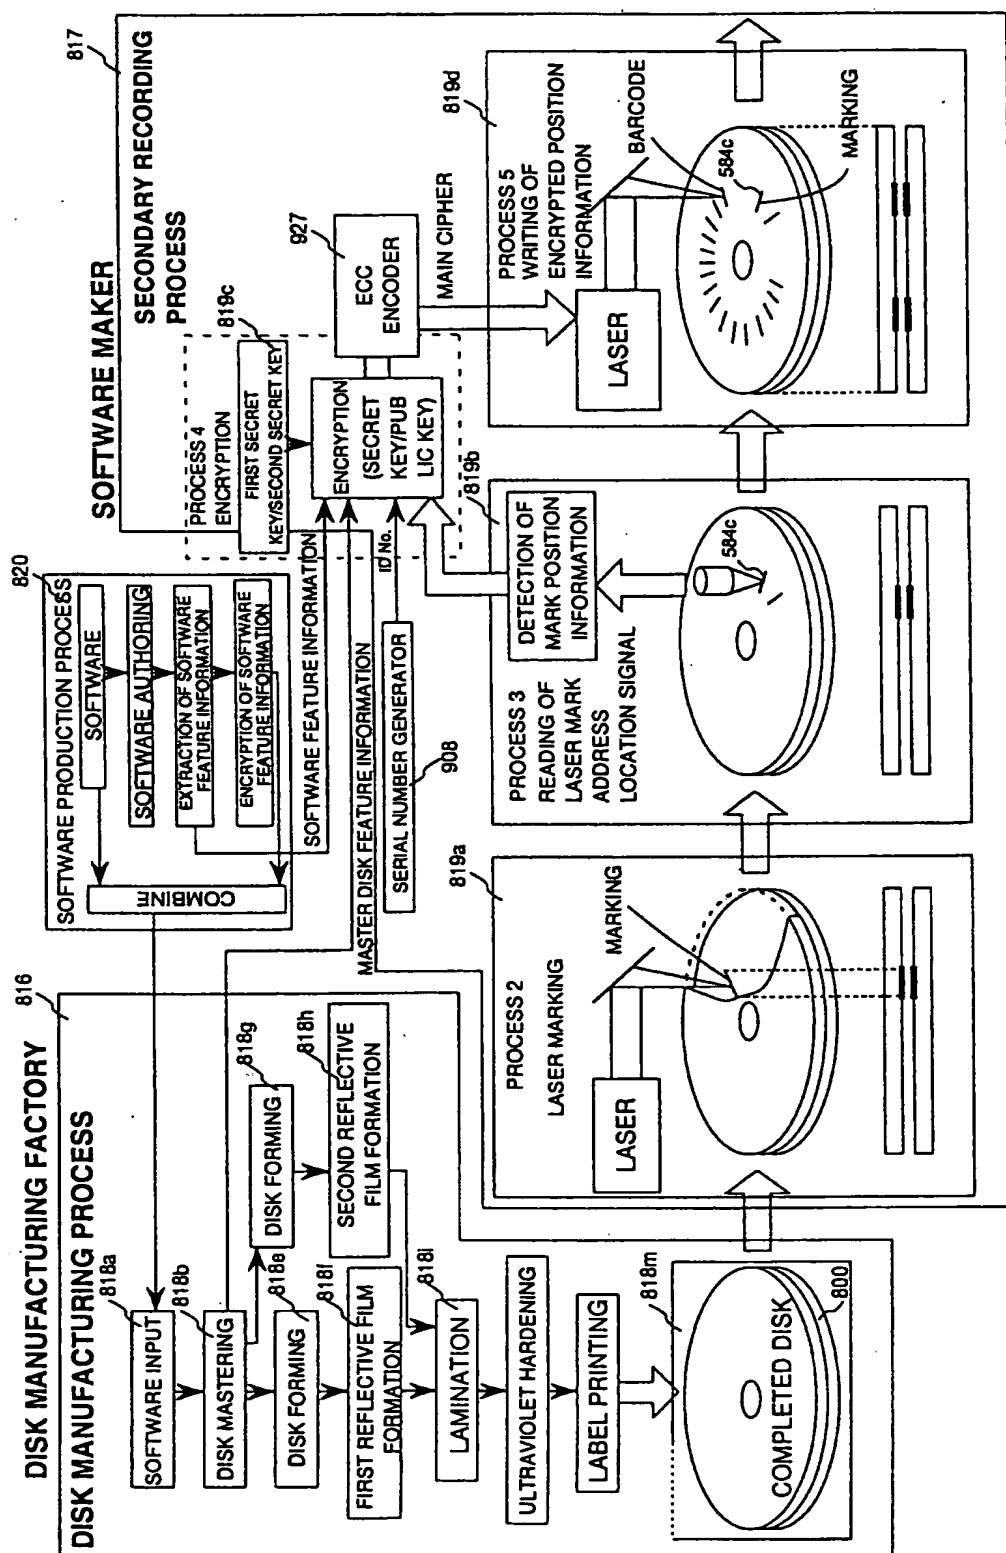 DISK MANUFACTURING FACTORY
DISK MANUFACTURING PROCESS
816
818a
SOFTWARE INPUT
818b
DISK MASTERING
818e
DISK FORMING
818g
DISK FORMING
818f
FIRST REFLECTIVE FILM
FORMATION
818h
SECOND REFLECTIVE
FILM FORMATION
818i
LAMINATION
ULTRAVIOLET HARDENING
LABEL PRINTING
818m
COMPLETED DISK
800
SOFTWARE PRODUCTION PROCESS
820
SOFTWARE
SOFTWARE AUTHORING
EXTRACTION OF SOFTWARE
FEATURE INFORMATION
ENCRYPTION OF SOFTWARE
FEATURE INFORMATION
COMBINE
SOFTWARE FEATURE INFORMATION
MASTER DISK FEATURE INFORMATION
SERIAL NUMBER GENERATOR
908
ID No.
SOFTWARE MAKER
817
SECONDARY RECORDING
PROCESS
PROCESS 4
ENCRYPTION
819c
FIRST SECRET
KEY/SECOND SECRET KEY
ENCRYPTION
(SECRET
KEY/PUB
LIC KEY)
927
ECC
ENCODER
MAIN CIPHER
819a
PROCESS 2
LASER MARKING
LASER
MARKING
819b
PROCESS 3
READING OF
LASER MARK
ADDRESS
LOCATION SIGNAL
DETECTION OF
MARK POSITION
INFORMATION
584c
819d
PROCESS 5
WRITING OF
ENCRYPTED POSITION
INFORMATION
LASER
BARCODE
584c
MARKING